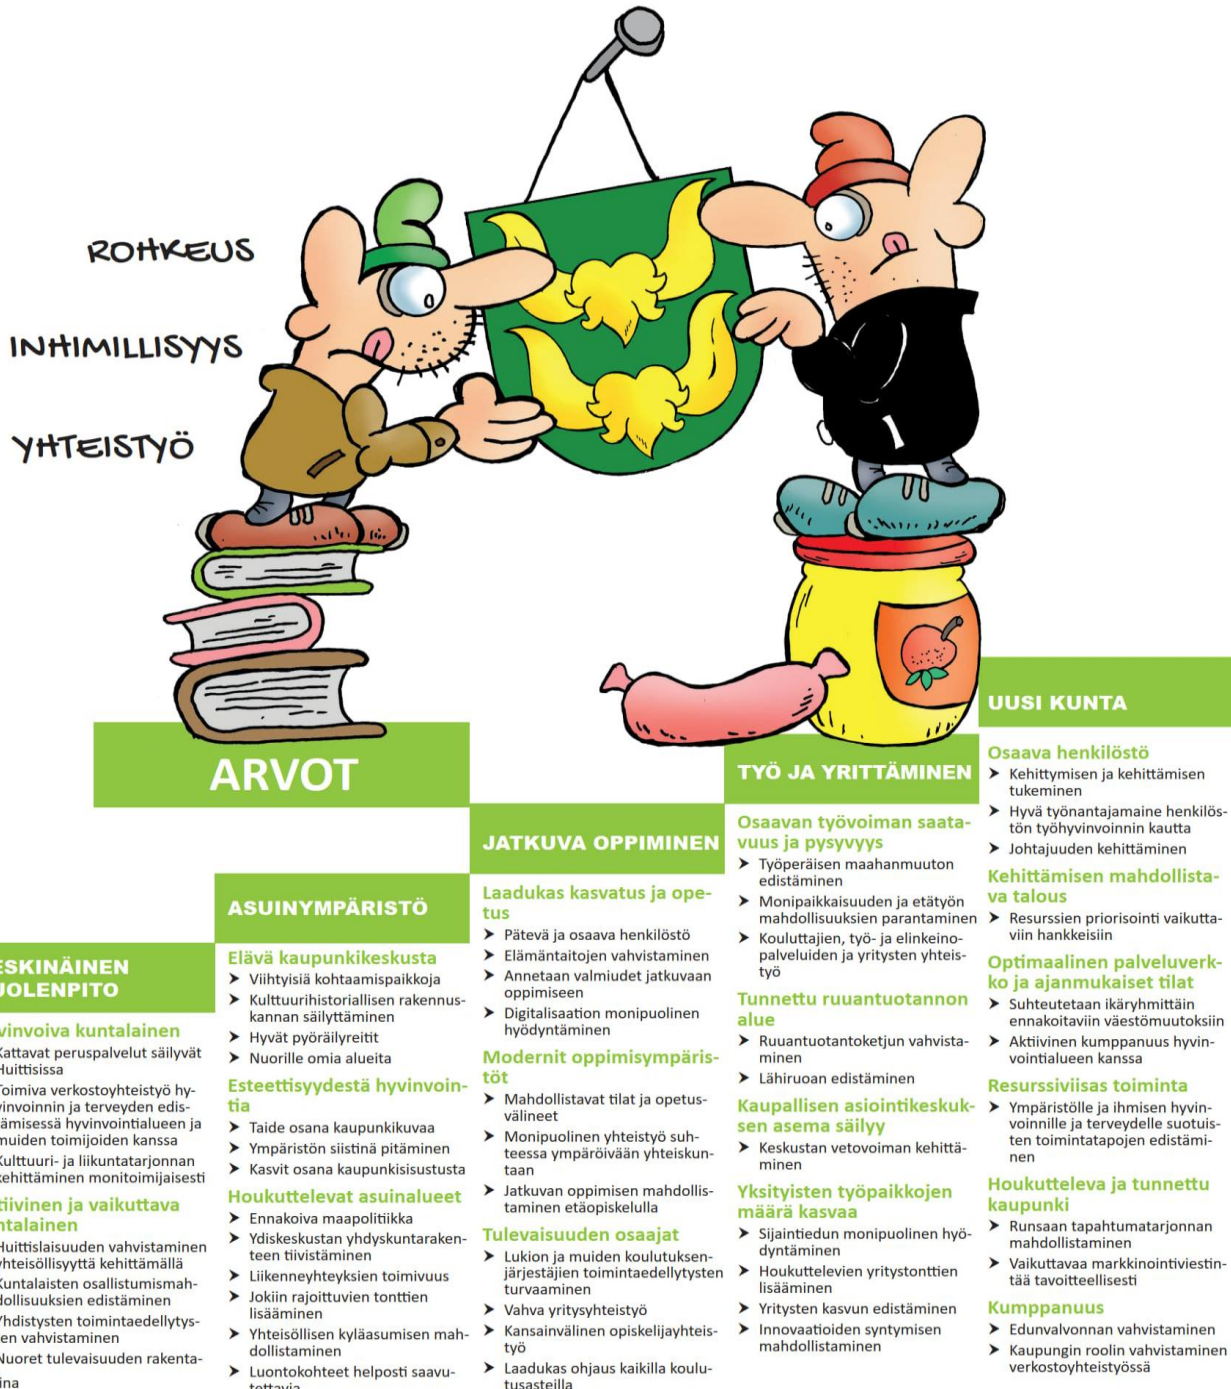 ROHKEUS
INHIMILLISYYS
YHTEISTYÖ
ARVOT
ESKINÄINEN
UOLENPITO
vinvoiva kuntalainen
Kattavat peruspalvelut säilyvät
Huittisissa
Toimiva verkostoyhteistyö hy-
vinvoinnin ja terveyden edis-
tämisessä hyvinvointialueen ja
muiden toimijoiden kanssa
Kulttuuri- ja liikuntatarjonnan
kehittäminen monitoimijaisesti
tiivinen ja vaikuttava
ntalainen
Huittislaisuuden vahvistaminen
yhteisöllisyyttä kehittämällä
Kuntalaisten osallistumismah-
dollisuuksien edistäminen
Yhdistysten toimintaedellytys-
ten vahvistaminen
Nuoret tulevaisuuden rakenta-
jina
ASUINYMPÄRISTÖ
Elävä kaupunkikeskusta
➤ Viihtyisiä kohtaamispaikkoja
➤ Kulttuurihistoriallisen rakennus-
kannan säilyttäminen
➤ Hyvät pyöräilyreitit
➤ Nuorille omia alueita
Esteettisyydestä hyvinvoin-
tia
➤ Taide osana kaupunkikuvaa
➤ Ympäristön siistinä pitäminen
➤ Kasvit osana kaupunkisisustusta
Houkuttelevat asuinalueet
➤ Ennakoiva maapolitiikka
➤ Ydiskeskustan yhdyskuntaraken-
teen tiivistäminen
➤ Liikenneyhteyksien toimivuus
➤ Jokiin rajoittuvien tonttien
lisääminen
➤ Yhteisöllisen kyläasumisen mah-
dollistaminen
➤ Luontokohteet helposti saavu-
tettavia
JATKUVA OPPIMINEN
Laadukas kasvatus ja ope-
tus
➤ Pätevä ja osaava henkilöstö
➤ Elämäntaitojen vahvistaminen
➤ Annetaan valmiudet jatkuvaan
oppimiseen
➤ Digitalisaation monipuolinen
hyödyntäminen
Modernit oppimisympäris-
töt
➤ Mahdollistavat tilat ja opetus-
välineet
➤ Monipuolinen yhteistyö suh-
teessa ympäröivään yhteiskun-
taan
➤ Jatkuvan oppimisen mahdollis-
taminen etäopiskelulla
Tulevaisuuden osaajat
➤ Lukion ja muiden koulutuksen-
järjestäjien toimintaedellytysten
turvaaminen
➤ Vahva yritysyhteistyö
➤ Kansainvälinen opiskelijayhteis-
työ
➤ Laadukas ohjaus kaikilla koulu-
tusasteilla
TYÖ JA YRITTÄMINEN
Osaavan työvoiman saata-
vuus ja pysyvyys
➤ Työperäisen maahanmuuton
edistäminen
➤ Monipaikkaisuuden ja etätyön
mahdollisuuksien parantaminen
➤ Kouluttajien, työ- ja elinkeino-
palveluiden ja yritysten yhteis-
työ
Tunnettu ruuantuotannon
alue
➤ Ruuantuotantoketjun vahvista-
minen
➤ Lähiruoan edistäminen
Kaupallisen asiointikeskuk-
sen asema säilyy
➤ Keskustan vetovoiman kehittä-
minen
Yksityisten työpaikkojen
määrä kasvaa
➤ Sijaintiedun monipuolinen hyö-
dyntäminen
➤ Houkuttelevien yritystonttien
lisääminen
➤ Yritysten kasvun edistäminen
➤ Innovaatioiden syntymisen
mahdollistaminen
UUSI KUNTA
Osaava henkilöstö
➤ Kehittymisen ja kehittämisen
tukeminen
➤ Hyvä työnantajamaine henkilös-
tön työhyvinvoinnin kautta
➤ Johtajuuden kehittäminen
Kehittämisen mahdollista-
va talous
➤ Resurssien priorisointi vaikutta-
viin hankkeisiin
Optimaalinen palveluverk-
ko ja ajanmukaiset tilat
➤ Suhteutetaan ikäryhmittäin
ennakoitaviin väestömuutoksiin
➤ Aktiivinen kumppanuus hyvin-
vointialueen kanssa
Resurssiviisas toiminta
➤ Ympäristölle ja ihmisen hyvin-
voinnille ja terveydelle suotuis-
ten toimintatapojen edistämi-
nen
Houkutteleva ja tunnettu
kaupunki
➤ Runsaan tapahtumatarjonnan
mahdollistaminen
➤ Vaikuttavaa markkinointiviestin-
tää tavoitteellisesti
Kumppanuus
➤ Edunvalvonnan vahvistaminen
➤ Kaupungin roolin vahvistaminen
verkostoyhteistyössä